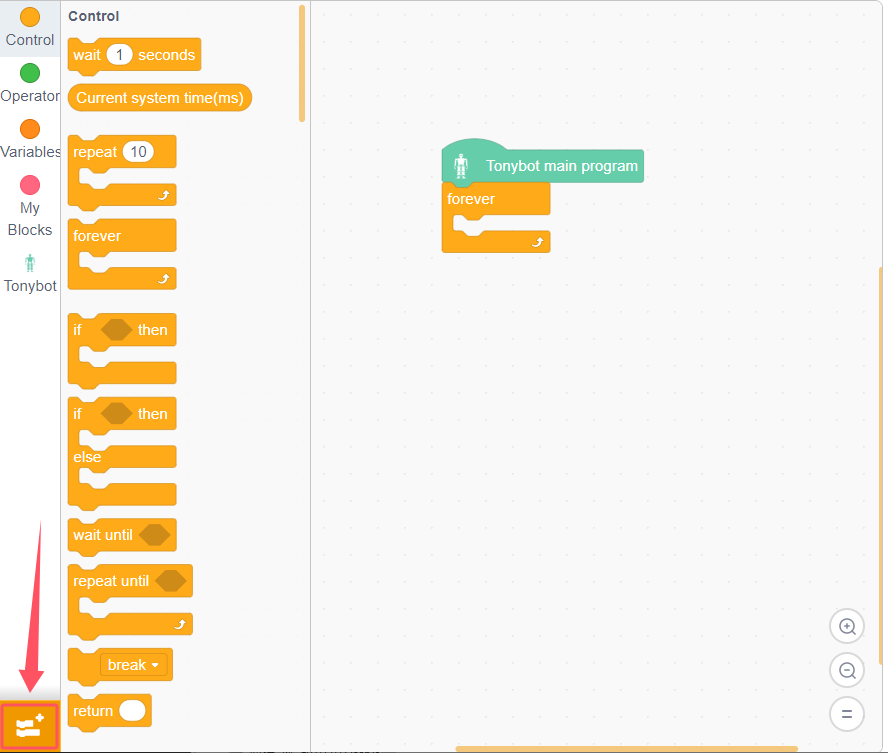 Control
Operator
Variables
My
Blocks
Tonybot
Control
wait 1 seconds
Current system time(ms)
repeat 10
forever
if then
if then
else
wait until
repeat until
break
return
Tonybot main program
forever